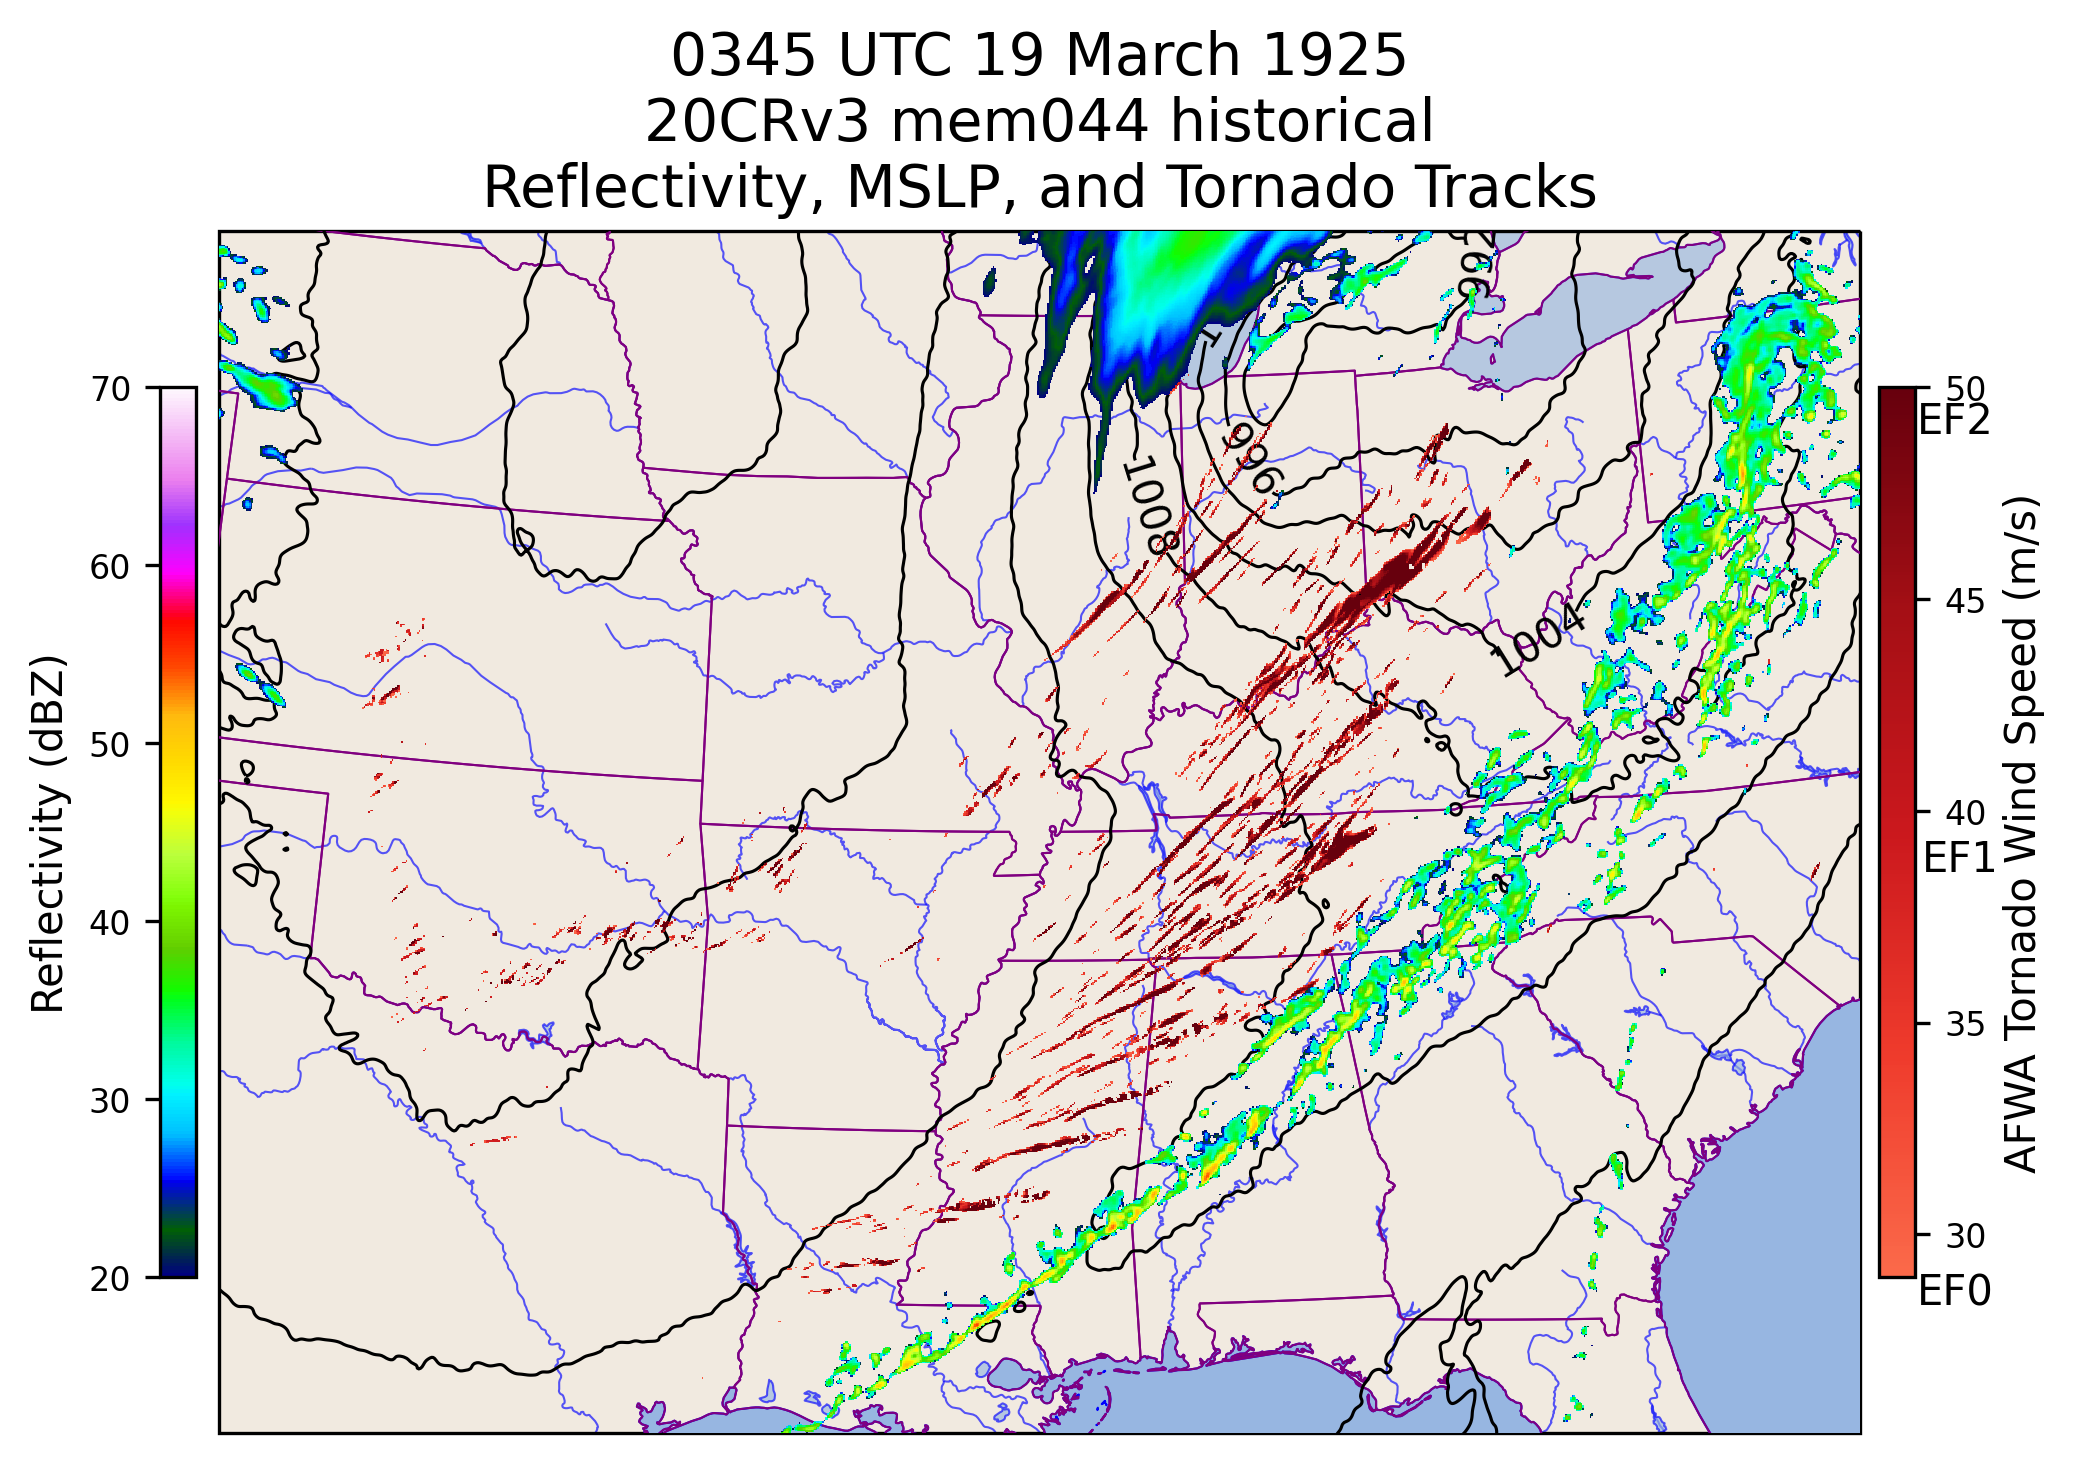 0345 UTC 19 March 1925
20CRv3 mem044 historical
Reflectivity, MSLP, and Tornado Tracks
Reflectivity (dBZ)
70
60
50
40
30
20
992
996
1008
1004
50
EF2
45
40
EF1
35
30
EF0
AFWA Tornado Wind Speed (m/s)